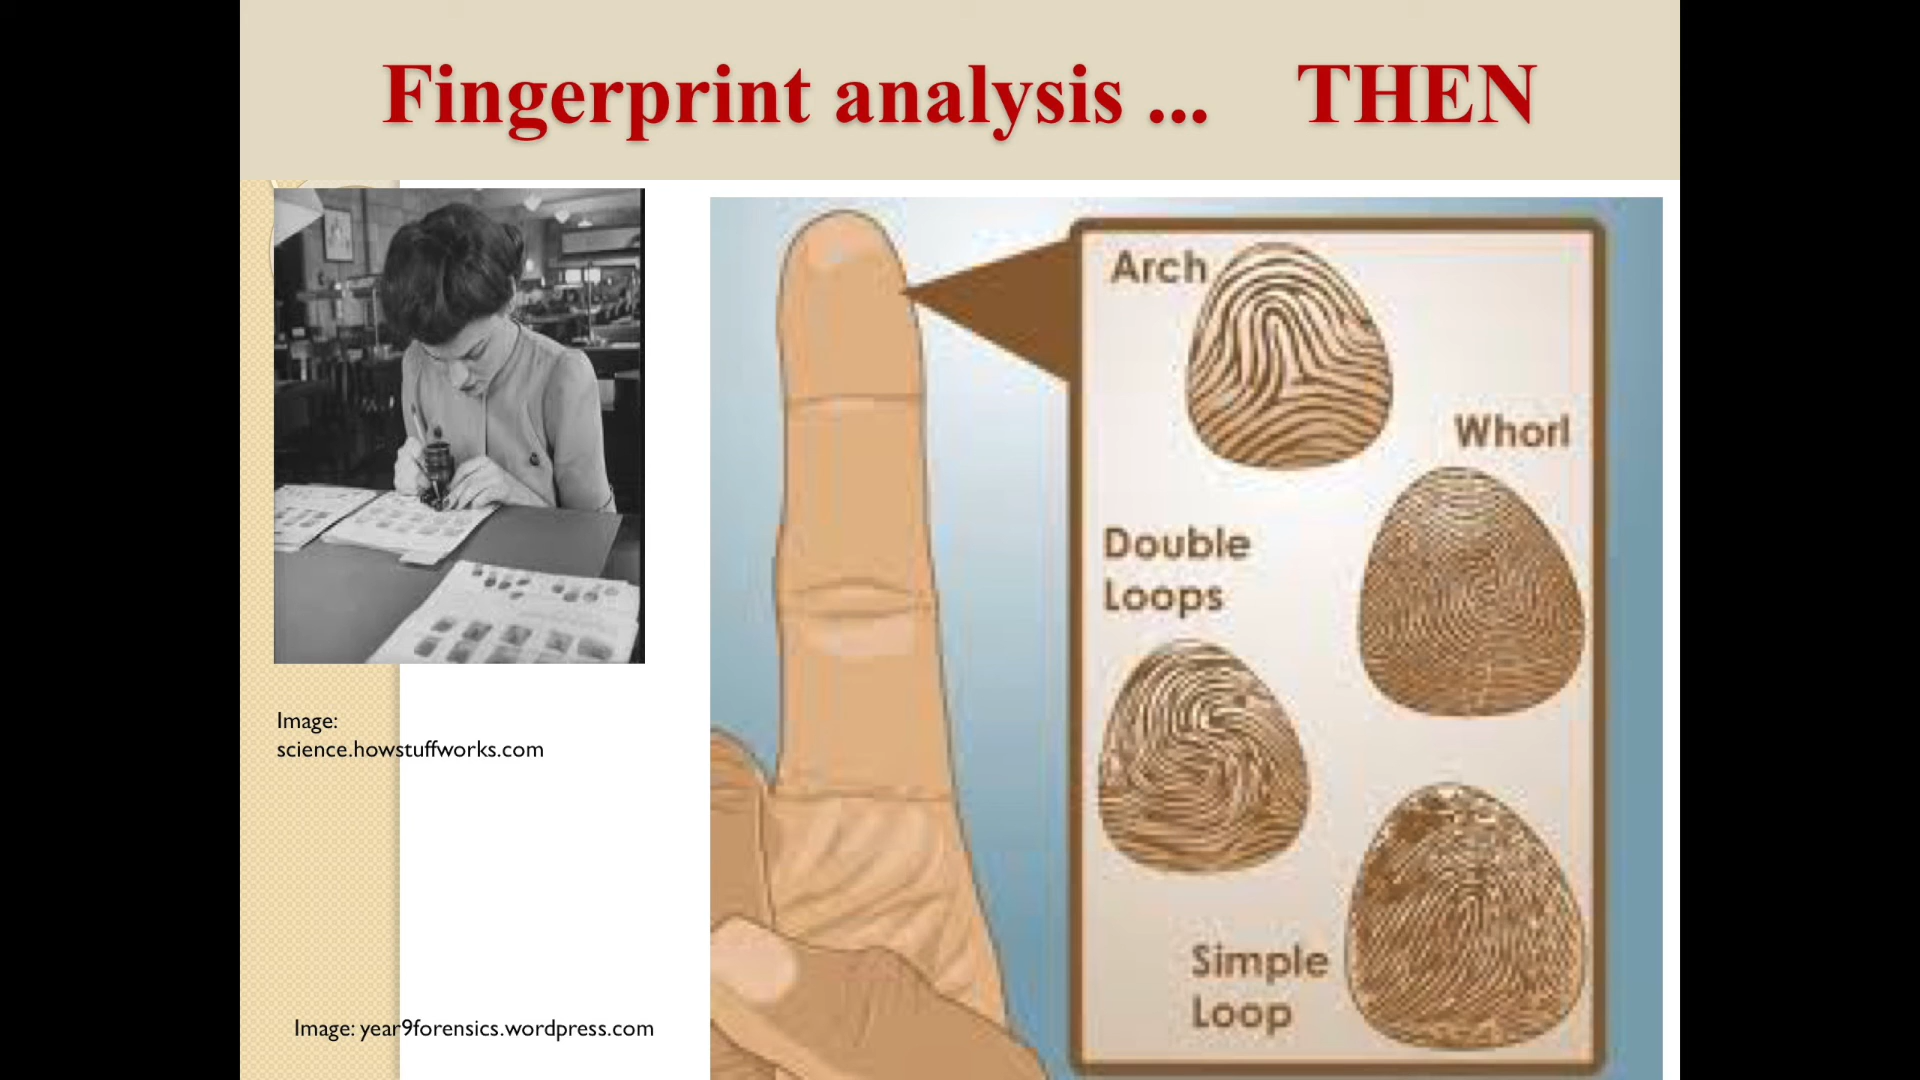 Fingerprint analysis ... THEN
Arch
Whorl
Double
Loops
Simple
Loop
Image:
science.howstuffworks.com
Image: year9forensics.wordpress.com